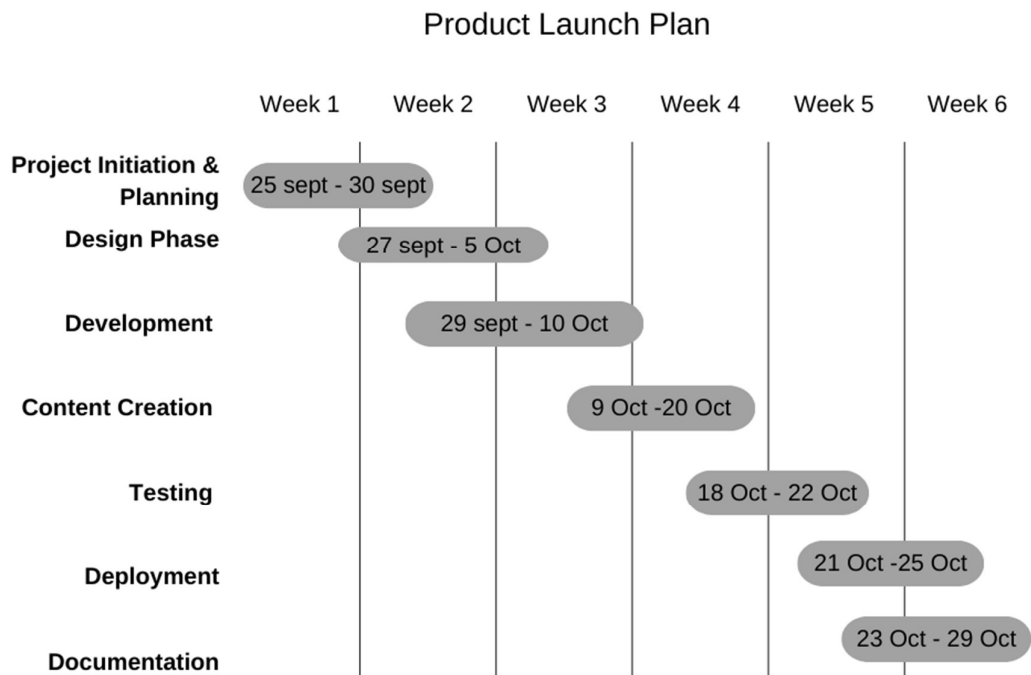 Product Launch Plan
Week 1 Week 2 Week 3 Week 4 Week 5 Week 6
Project Initiation &
Planning
25 sept - 30 sept
Design Phase
27 sept - 5 Oct
Development
29 sept - 10 Oct
Content Creation
9 Oct -20 Oct
Testing
18 Oct - 22 Oct
Deployment
21 Oct -25 Oct
Documentation
23 Oct - 29 Oct